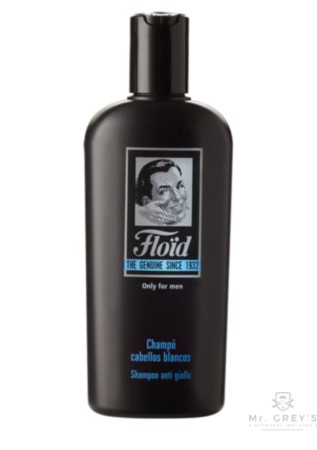 Floïd
THE GENUINE SINCE 1932
Only for men
Champú
cabellos blancos
Shampoo anti giallo
Mr. GREY'S